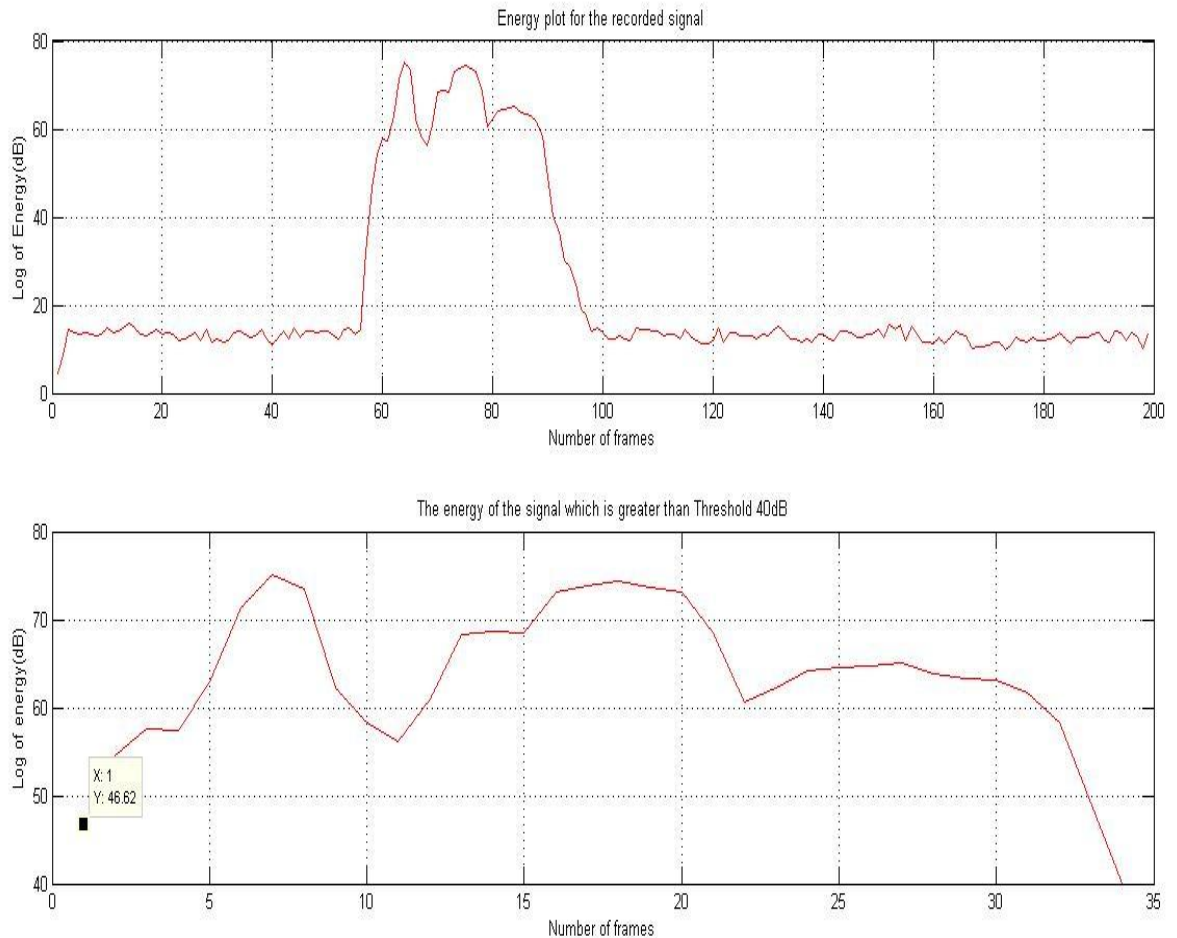 Energy plot for the recorded signal
80
60
40
20
0
Log of Energy(dB)
0 20 40 60 80 100 120 140 160 180 200
Number of frames
The energy of the signal which is greater than Threshold 40dB
80
70
60
50
40
Log of energy(dB)
X: 1
Y: 46.62
0 5 10 15 20 25 30 35
Number of frames